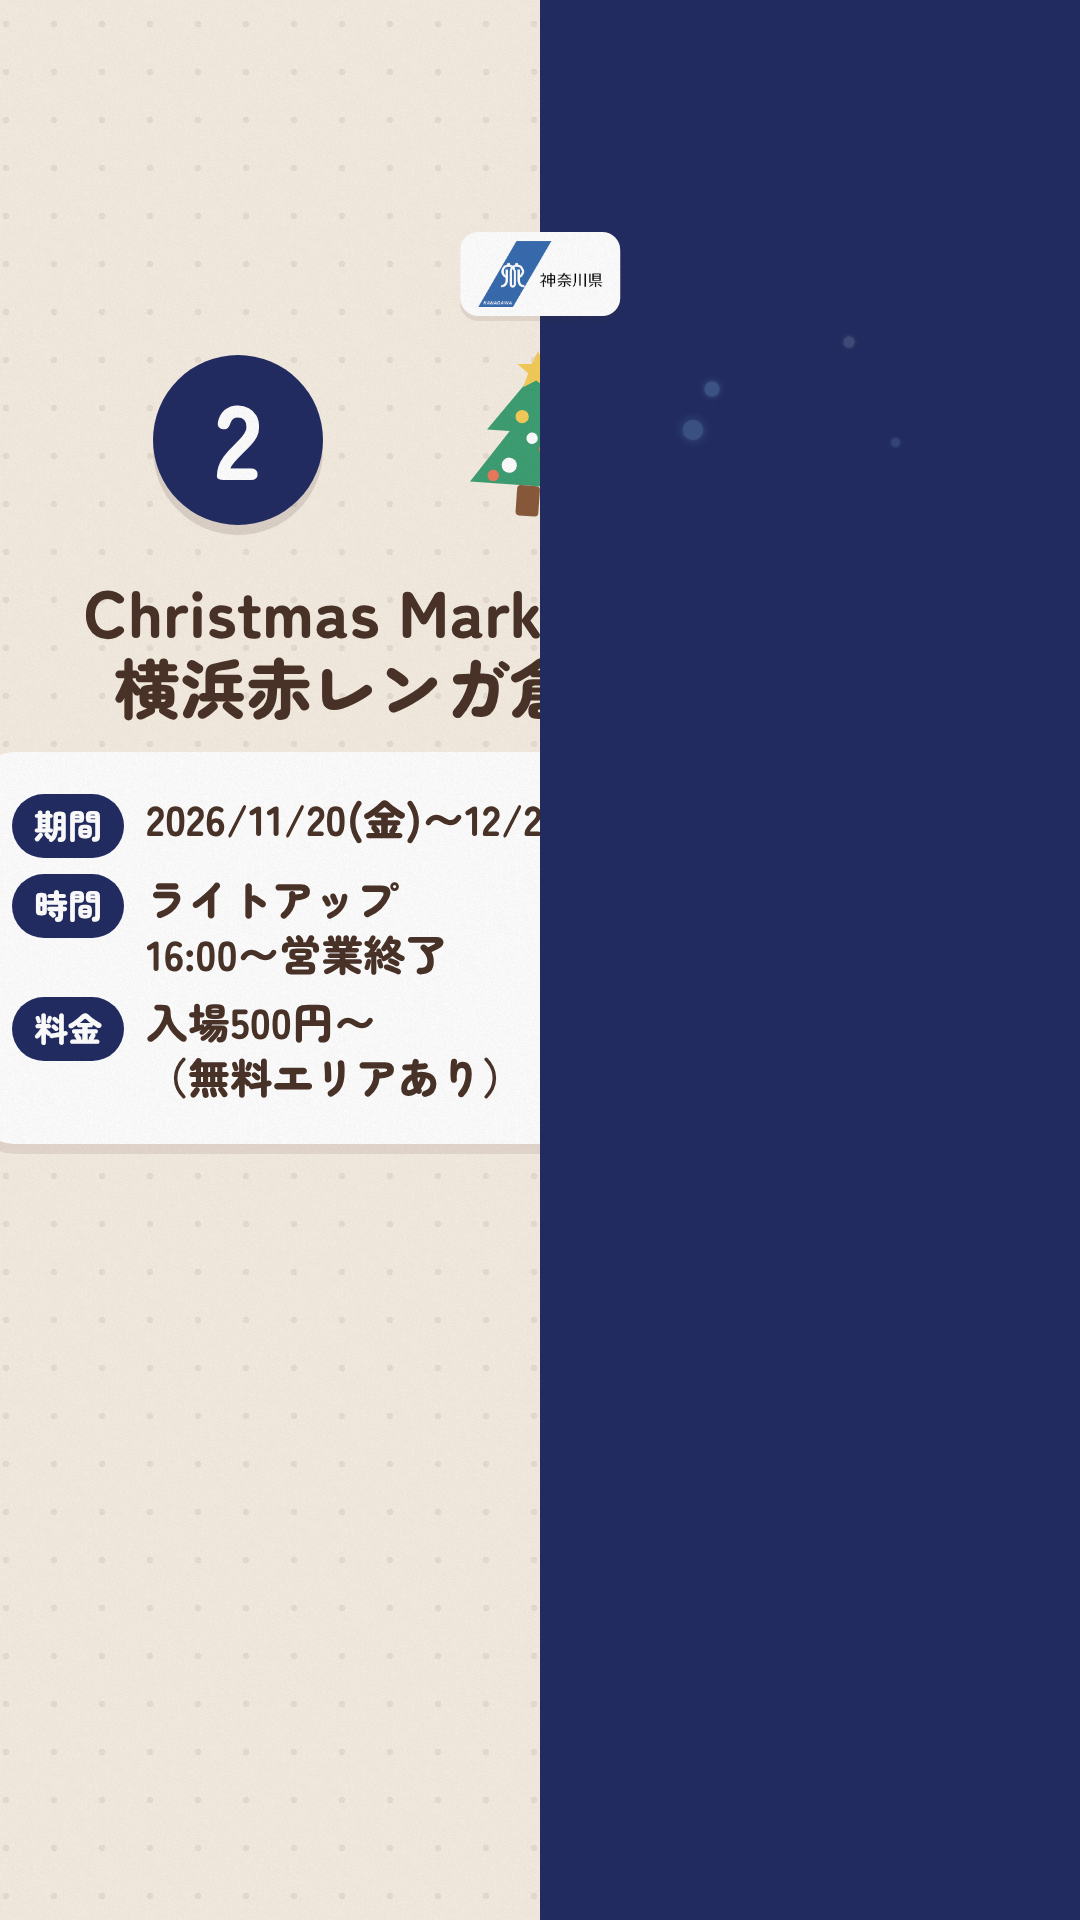 KANAGAWA
神奈川県
2
Christmas Mark
横浜赤レンガ倉
期間
2026/11/20(金)〜12/2
時間
ライトアップ
16:00〜営業終了
料金
入場500円〜
（無料エリアあり）